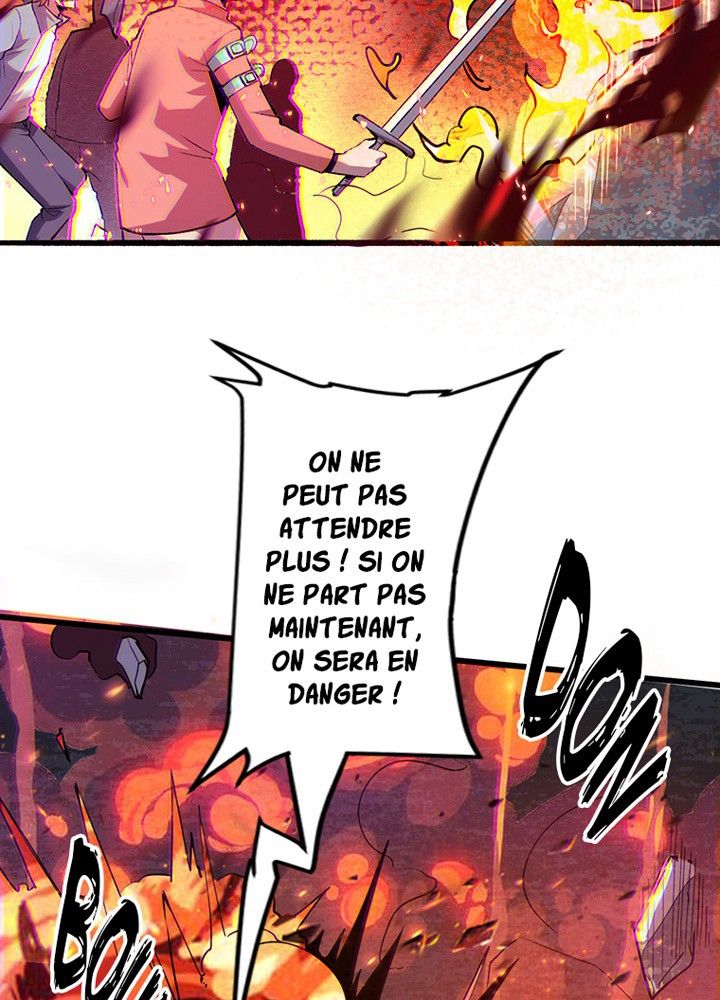 ON NE
PEUT PAS
ATTENDRE
PLUS ! SI ON
NE PART PAS
MAINTENANT,
ON SERA EN
DANGER !
DON